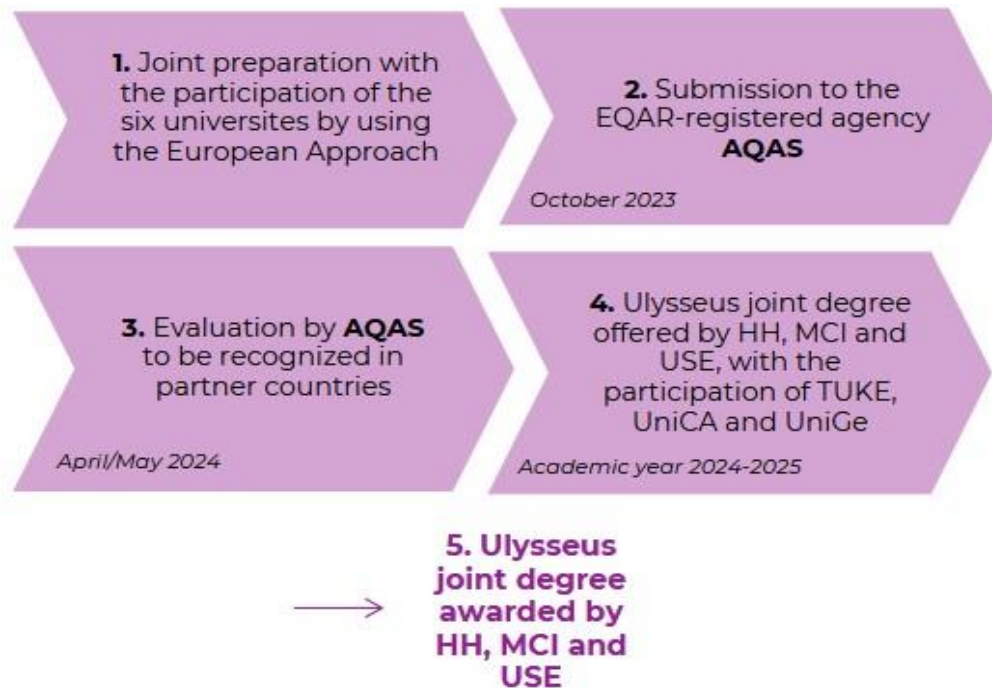 1. Joint preparation with
the participation of the
six universites by using
the European Approach
2. Submission to the
EQAR-registered agency
AQAS
October 2023
3. Evaluation by AQAS
to be recognized in
partner countries
April/May 2024
4. Ulysseus joint degree
offered by HH, MCI and
USE, with the
participation of TUKE,
UniCA and UniGe
Academic year 2024-2025
5. Ulysseus
joint degree
awarded by
HH, MCI and
USE